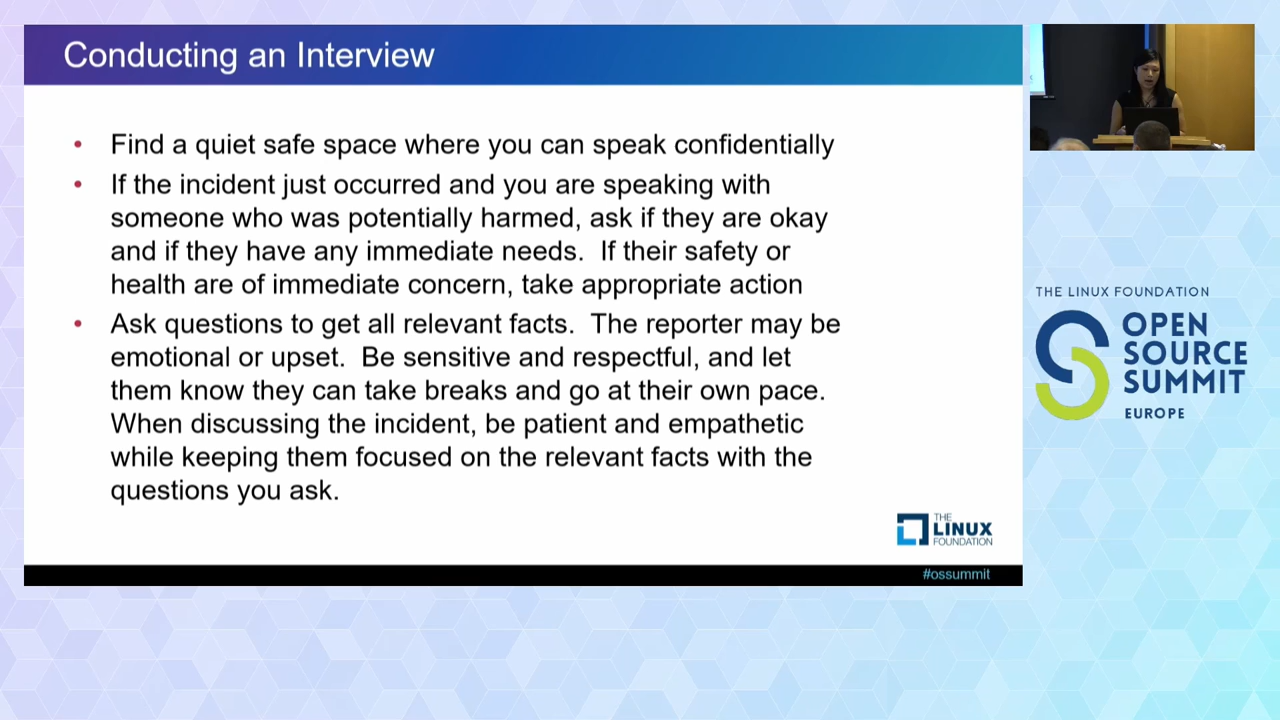 Conducting an Interview
• Find a quiet safe space where you can speak confidentially
• If the incident just occurred and you are speaking with
someone who was potentially harmed, ask if they are okay
and if they have any immediate needs.  If their safety or
health are of immediate concern, take appropriate action
• Ask questions to get all relevant facts.  The reporter may be
emotional or upset.  Be sensitive and respectful, and let
them know they can take breaks and go at their own pace.
When discussing the incident, be patient and empathetic
while keeping them focused on the relevant facts with the
questions you ask.
THE
LINUX
FOUNDATION
#ossummit
THE LINUX FOUNDATION
OPEN
SOURCE
SUMMIT
EUROPE